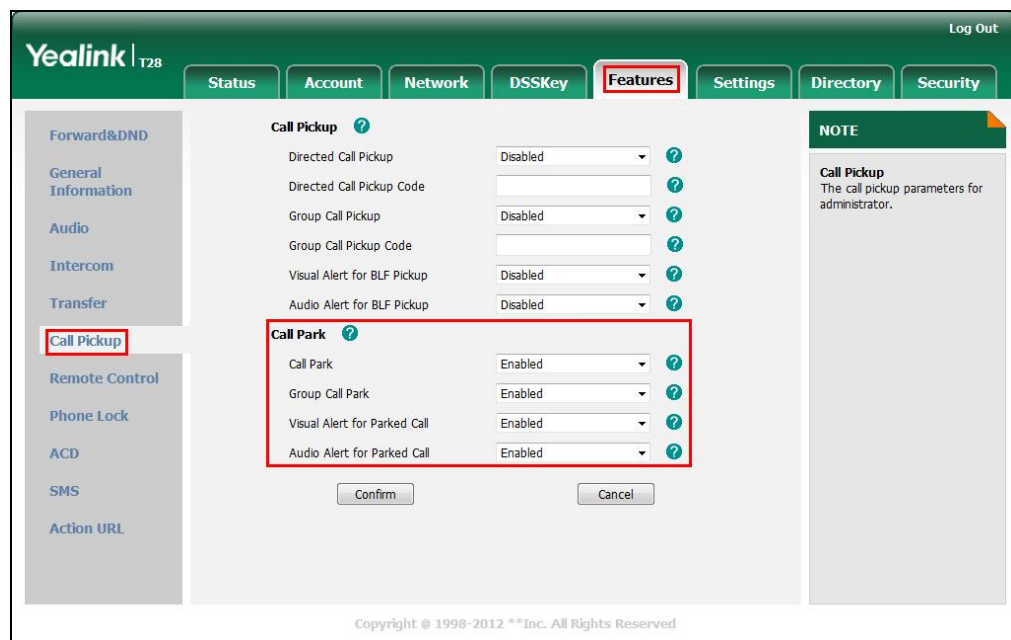 Log Out
Yealink T28
Status Account Network DSSKey Features Settings Directory Security
Forward&DND
General
Information
Audio
Intercom
Transfer
Call Pickup
Remote Control
Phone Lock
ACD
SMS
Action URL
Call Pickup ?
Directed Call Pickup Disabled ?
Directed Call Pickup Code ?
Group Call Pickup Disabled ?
Group Call Pickup Code ?
Visual Alert for BLF Pickup Disabled ?
Audio Alert for BLF Pickup Disabled ?
Call Park ?
Call Park Enabled ?
Group Call Park Enabled ?
Visual Alert for Parked Call Enabled ?
Audio Alert for Parked Call Enabled ?
Confirm Cancel
NOTE
Call Pickup
The call pickup parameters for
administrator.
Copyright @ 1998-2012 **Inc. All Rights Reserved